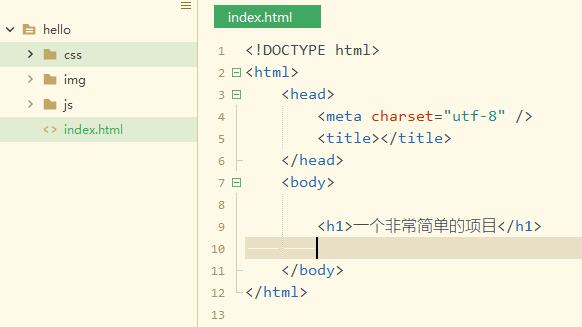 hello
css
img
js
<> index.html
index.html
1 <!DOCTYPE html>
2 <html>
3 <head>
4 <meta charset="utf-8" />
5 <title></title>
6 </head>
7 <body>
8
9 <h1>一个非常简单的项目</h1>
10
11 </body>
12 </html>
13